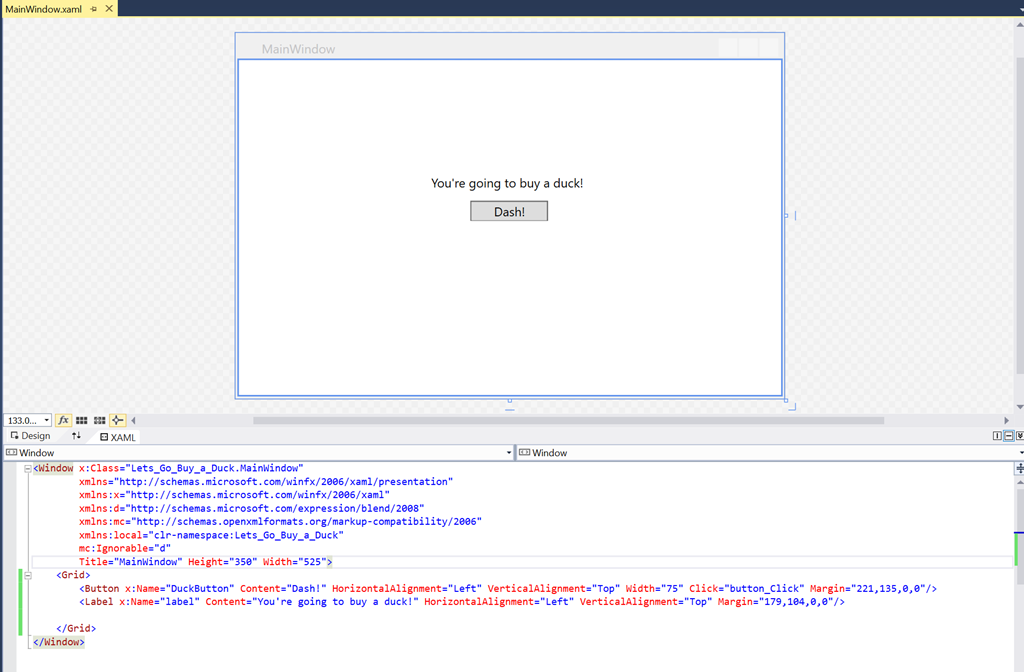 MainWindow.xaml
MainWindow
You're going to buy a duck!
Dash!
133.0...
fx
Design
XAML
Window Window
<Window x:Class="Lets_Go_Buy_a_Duck.MainWindow"
xmlns="http://schemas.microsoft.com/winfx/2006/xaml/presentation"
xmlns:x="http://schemas.microsoft.com/winfx/2006/xaml"
xmlns:d="http://schemas.microsoft.com/expression/blend/2008"
xmlns:mc="http://schemas.openxmlformats.org/markup-compatibility/2006"
xmlns:local="clr-namespace:Lets_Go_Buy_a_Duck"
mc:Ignorable="d"
Title="MainWindow" Height="350" Width="525">
<Grid>
<Button x:Name="DuckButton" Content="Dash!" HorizontalAlignment="Left" VerticalAlignment="Top" Width="75" Click="button_Click" Margin="221,135,0,0"/>
<Label x:Name="label" Content="You're going to buy a duck!" HorizontalAlignment="Left" VerticalAlignment="Top" Margin="179,104,0,0"/>
</Grid>
</Window>